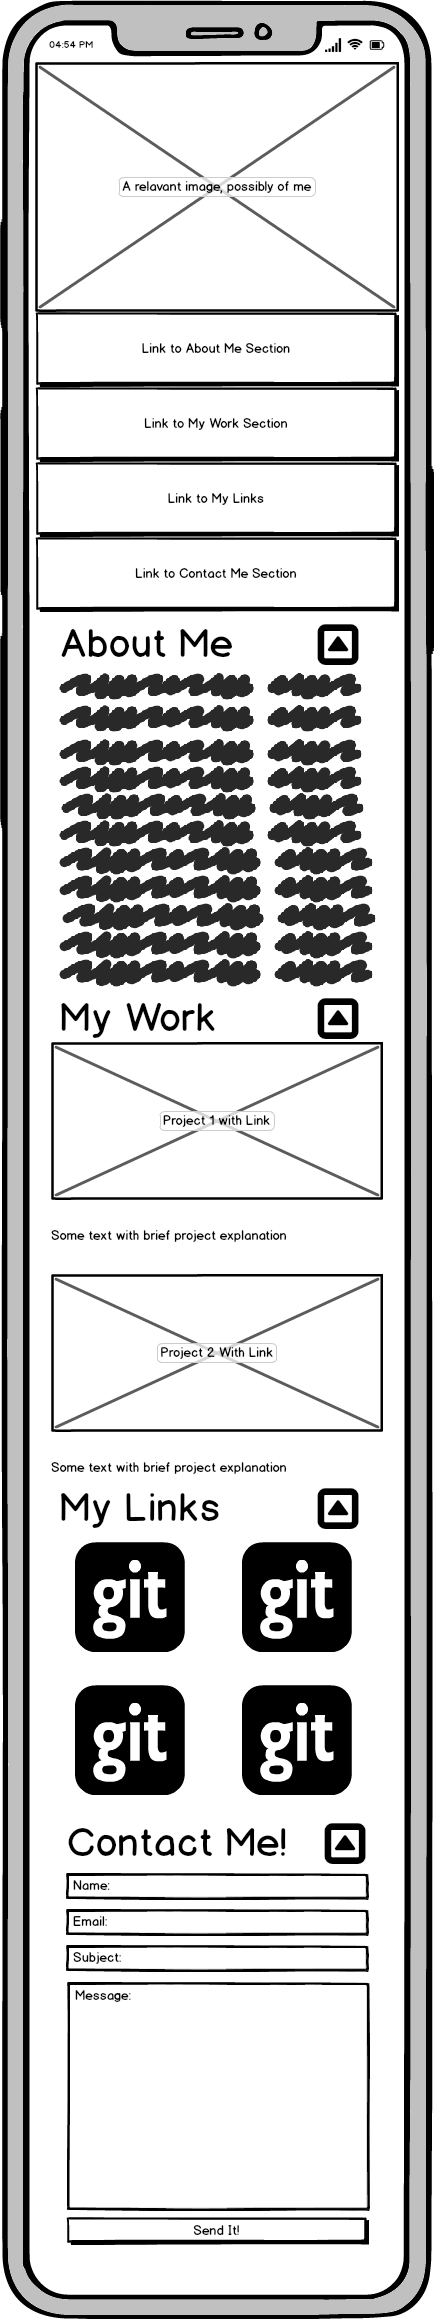 04:54 PM
A relavant image, possibly of me
Link to About Me Section
Link to My Work Section
Link to My Links
Link to Contact Me Section
About Me
My Work
Project 1 with Link
Some text with brief project explanation
Project 2 With Link
Some text with brief project explanation
My Links
git git
git git
Contact Me!
Name:
Email:
Subject:
Message:
Send It!